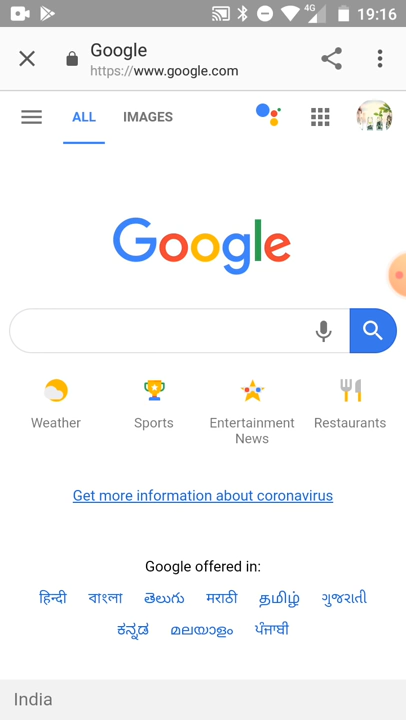 4G 19:16
Google
https://www.google.com
ALL IMAGES
Google
Weather Sports Entertainment News Restaurants
Get more information about coronavirus
Google offered in:
हिन्दी বাংলা తెలుగు मराठी தமிழ் ગુજરાતી
ಕನ್ನಡ മലയാളം ਪੰਜਾਬੀ
India